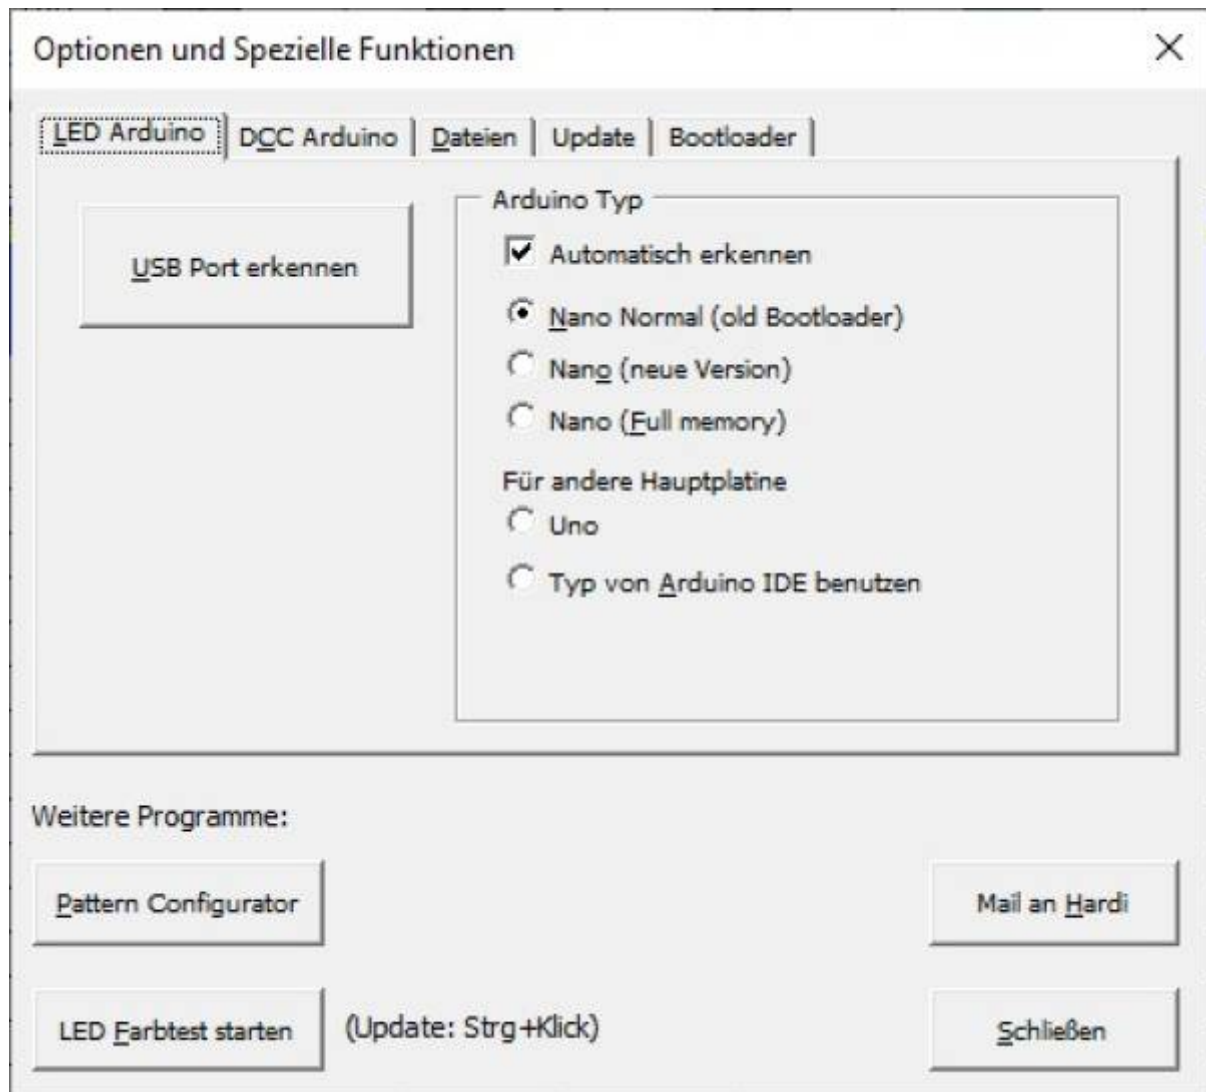 Optionen und Spezielle Funktionen
LED Arduino DCC Arduino Dateien Update Bootloader
USB Port erkennen
Arduino Typ
Automatisch erkennen
Nano Normal (old Bootloader)
Nano (neue Version)
Nano (Full memory)
Für andere Hauptplatine
Uno
Typ von Arduino IDE benutzen
Weitere Programme:
Pattern Configurator
Mail an Hardi
LED Farbtest starten
(Update: Strg+Klick)
Schließen